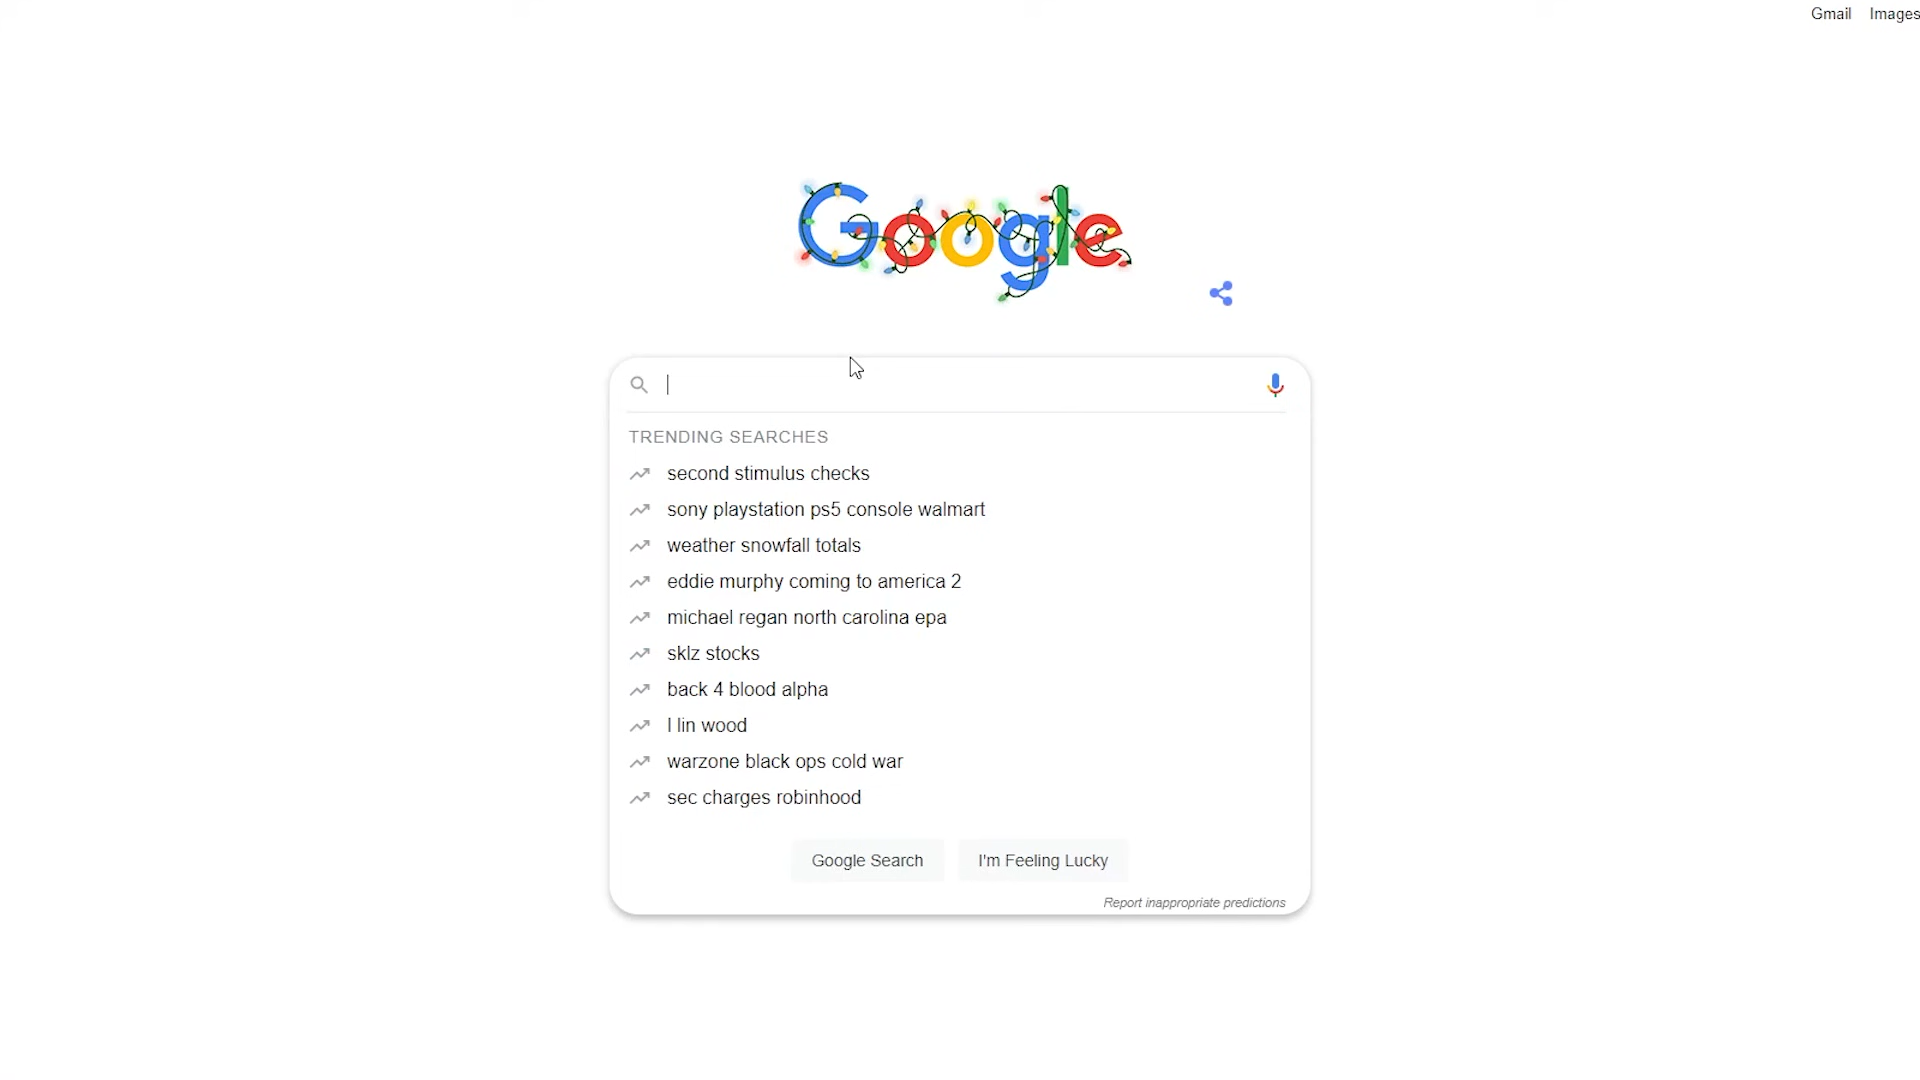 Gmail Images
Google
TRENDING SEARCHES
second stimulus checks
sony playstation ps5 console walmart
weather snowfall totals
eddie murphy coming to america 2
michael regan north carolina epa
sklz stocks
back 4 blood alpha
l lin wood
warzone black ops cold war
sec charges robinhood
Google Search I'm Feeling Lucky
Report inappropriate predictions